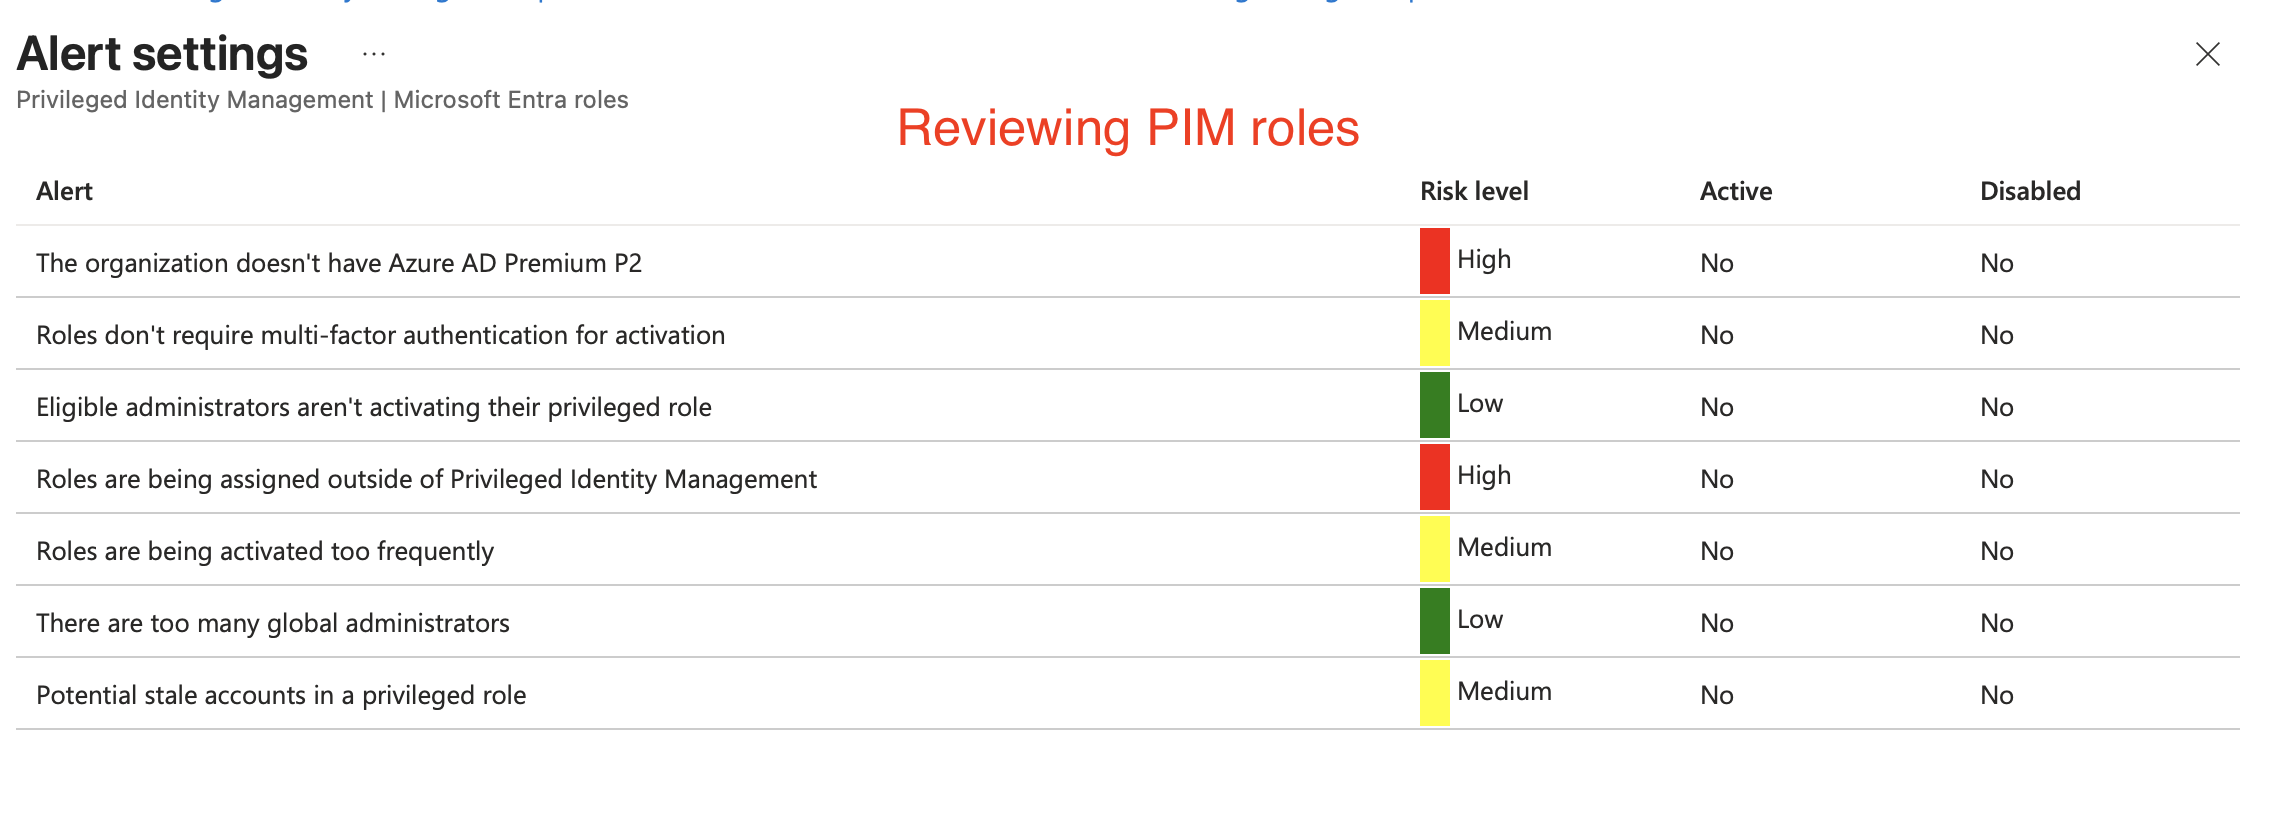 Alert settings ...
Privileged Identity Management | Microsoft Entra roles
Reviewing PIM roles
Alert Risk level Active Disabled
The organization doesn't have Azure AD Premium P2 High No No
Roles don't require multi-factor authentication for activation Medium No No
Eligible administrators aren't activating their privileged role Low No No
Roles are being assigned outside of Privileged Identity Management High No No
Roles are being activated too frequently Medium No No
There are too many global administrators Low No No
Potential stale accounts in a privileged role Medium No No